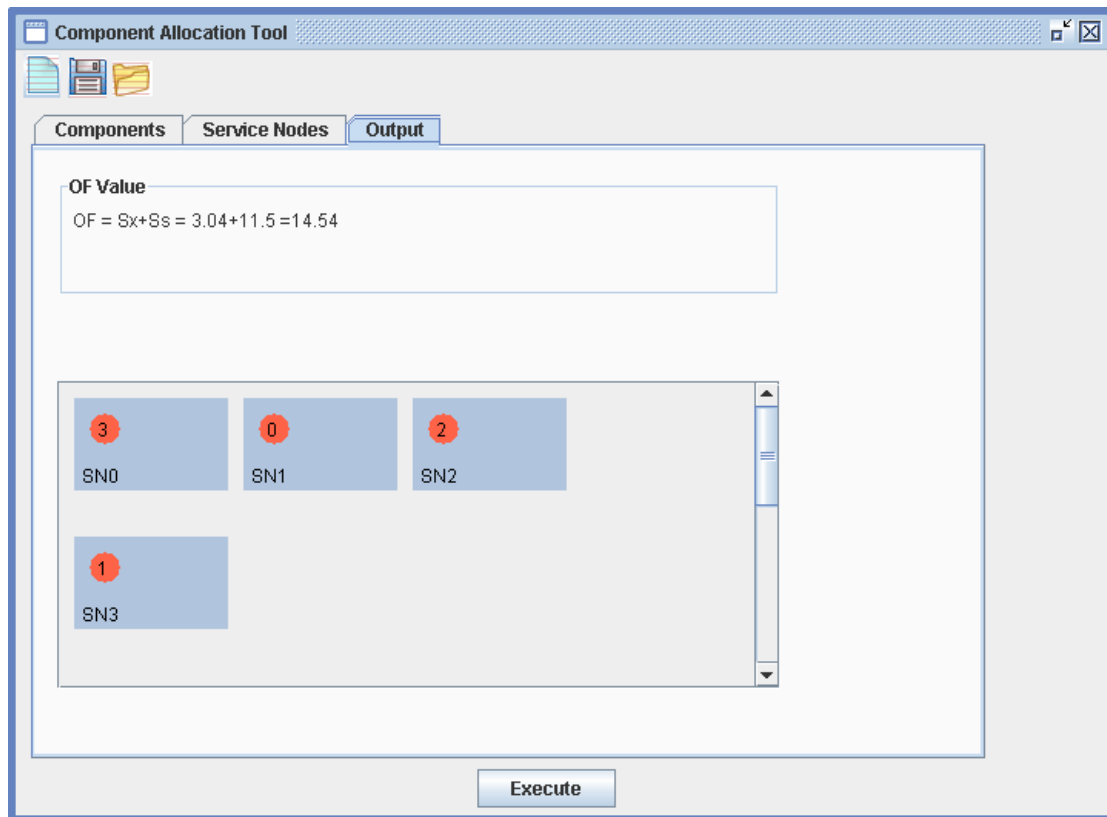 Component Allocation Tool
Components Service Nodes Output
OF Value
OF = Sx+Ss = 3.04+11.5 =14.54
3 0 2
SN0 SN1 SN2
1
SN3
Execute